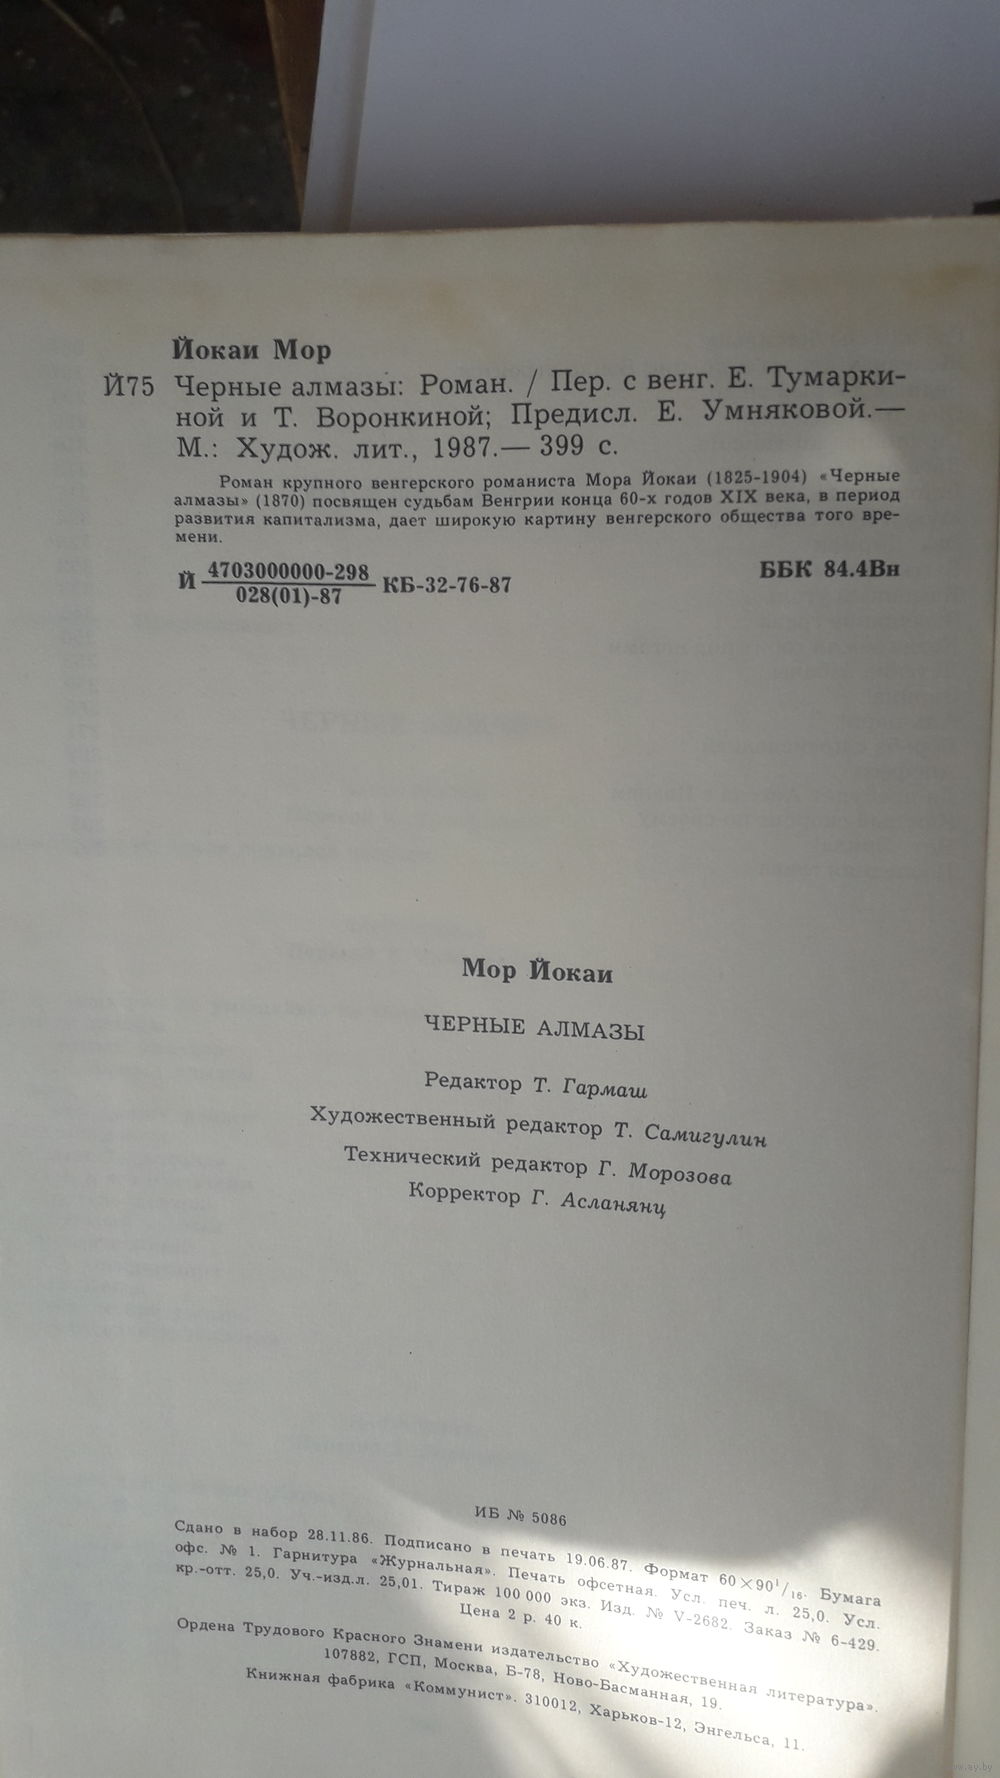 Йокаи Мор
Й75 Черные алмазы: Роман. / Пер. с венг. Е. Тумарки-
ной и Т. Воронкиной; Предисл. Е. Умняковой.—
М.: Худож. лит., 1987.— 399 с.
Роман крупного венгерского романиста Мора Йокаи (1825-1904) «Черные
алмазы» (1870) посвящен судьбам Венгрии конца 60-х годов XIX века, в период
развития капитализма, дает широкую картину венгерского общества того вре-
мени.
Й 4703000000-298 / 028(01)-87 КБ-32-76-87 ББК 84.4Вн
Мор Йокаи
ЧЕРНЫЕ АЛМАЗЫ
Редактор Т. Гармаш
Художественный редактор Т. Самигулин
Технический редактор Г. Морозова
Корректор Г. Асланянц
ИБ № 5086
Сдано в набор 28.11.86. Подписано в печать 19.06.87. Формат 60×90¹/₁₆. Бумага
офс. № 1. Гарнитура «Журнальная». Печать офсетная. Усл. печ. л. 25,0. Усл.
кр.-отт. 25,0. Уч.-изд.л. 25,01. Тираж 100 000 экз. Изд. № V-2682. Заказ № 6-429.
Цена 2 р. 40 к.
Ордена Трудового Красного Знамени издательство «Художественная литература».
107882, ГСП, Москва, Б-78, Ново-Басманная, 19.
Книжная фабрика «Коммунист». 310012, Харьков-12, Энгельса, 11.